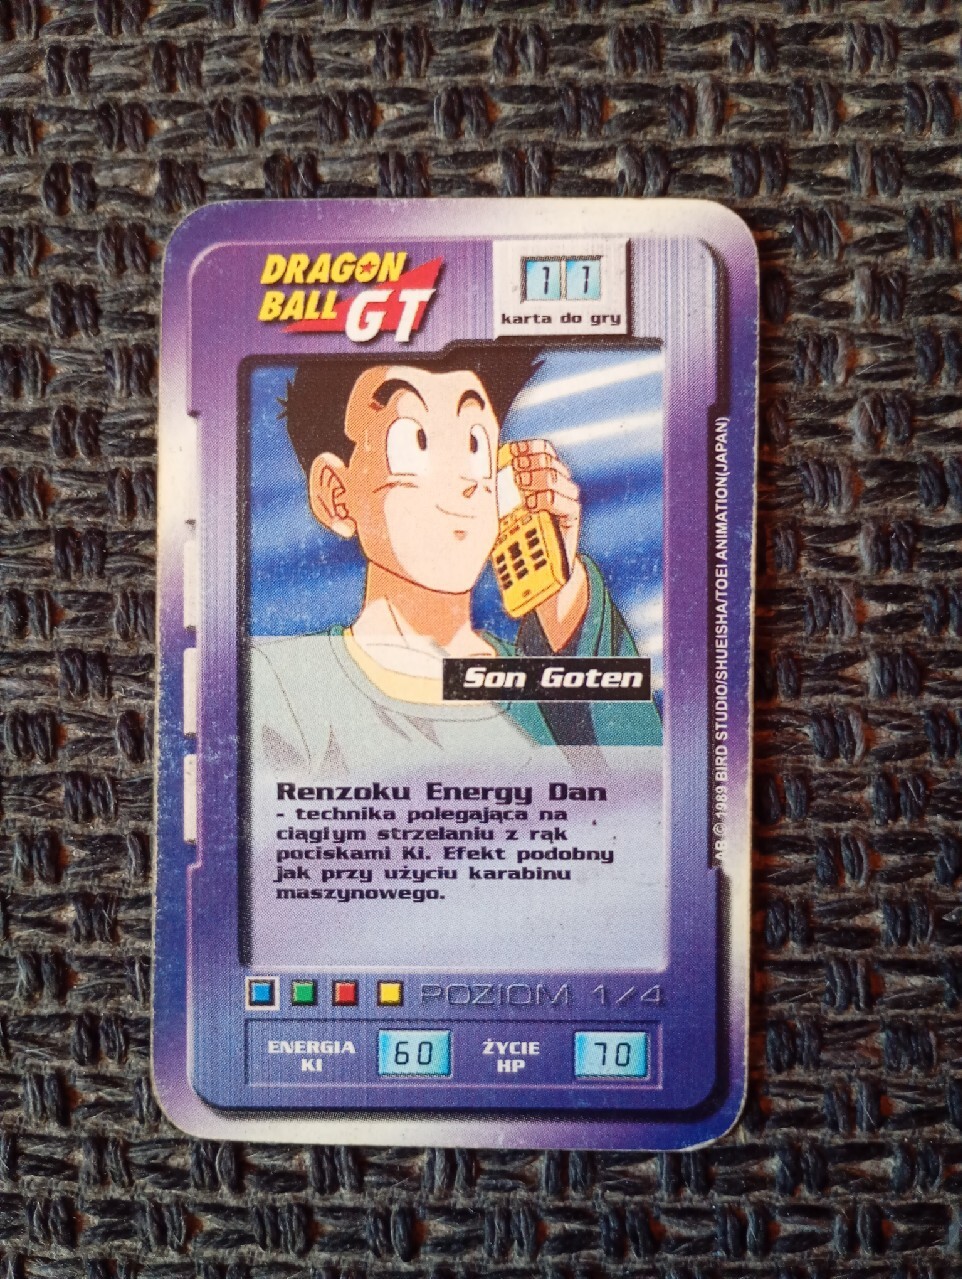 DRAGON
BALL
GT
11
karta do gry
Son Goten
Renzoku Energy Dan
- technika polegająca na
ciągłym strzelaniu z rąk
pociskami Ki. Efekt podobny
jak przy użyciu karabinu
maszynowego.
POZIOM 1/4
ENERGIA
KI
60
ŻYCIE
HP
70
AB © 1989 BIRD STUDIO/SHUEISHA/TOEI ANIMATION(JAPAN)